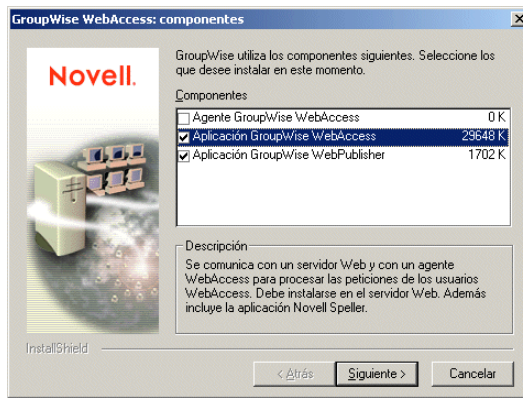 GroupWise WebAccess: componentes
Novell.
GroupWise utiliza los componentes siguientes. Seleccione los
que desee instalar en este momento.
Componentes
Agente GroupWise WebAccess 0 K
Aplicación GroupWise WebAccess 29648 K
Aplicación GroupWise WebPublisher 1702 K
Descripción
Se comunica con un servidor Web y con un agente
WebAccess para procesar las peticiones de los usuarios
WebAccess. Debe instalarse en el servidor Web. Además
incluye la aplicación Novell Speller.
InstallShield
< Atrás
Siguiente >
Cancelar